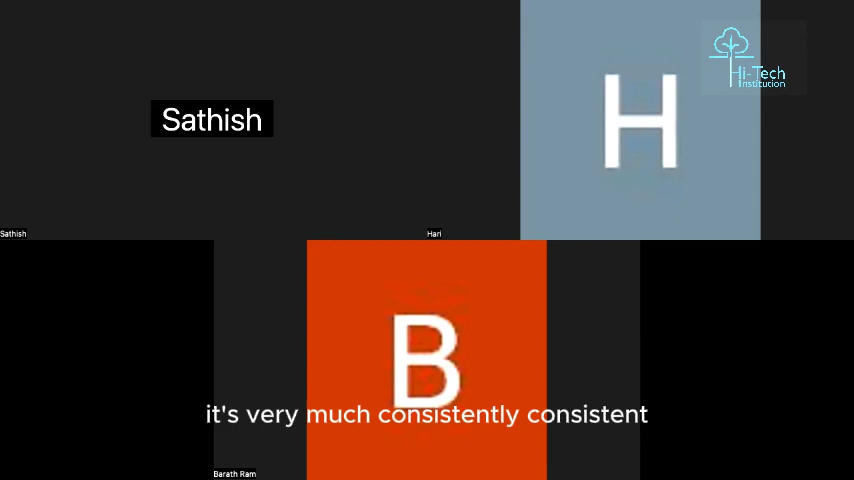 Sathish
H
Hi-Tech
Institution
Sathish
Hari
B
it's very much consistently consistent
Barath Ram